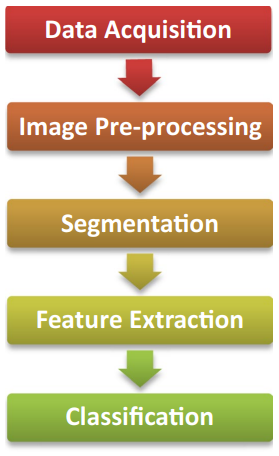 Data Acquisition
Image Pre-processing
Segmentation
Feature Extraction
Classification